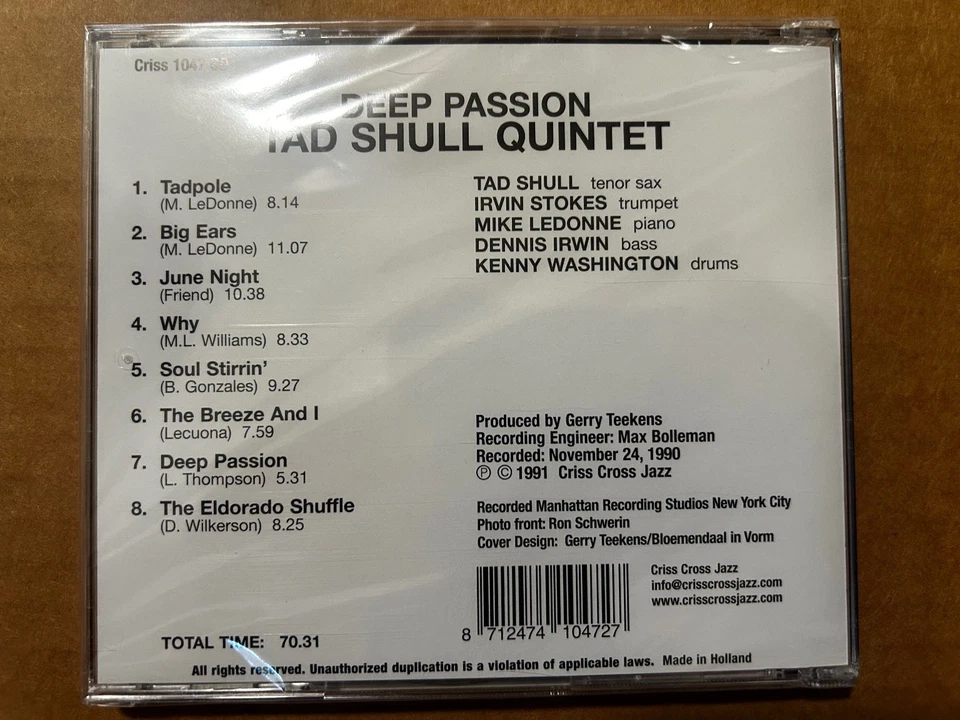 Criss 1047 CD
DEEP PASSION
TAD SHULL QUINTET
1. Tadpole
(M. LeDonne) 8.14
2. Big Ears
(M. LeDonne) 11.07
3. June Night
(Friend) 10.38
4. Why
(M.L. Williams) 8.33
5. Soul Stirrin'
(B. Gonzales) 9.27
6. The Breeze And I
(Lecuona) 7.59
7. Deep Passion
(L. Thompson) 5.31
8. The Eldorado Shuffle
(D. Wilkerson) 8.25
TOTAL TIME: 70.31
TAD SHULL tenor sax
IRVIN STOKES trumpet
MIKE LEDONNE piano
DENNIS IRWIN bass
KENNY WASHINGTON drums
Produced by Gerry Teekens
Recording Engineer: Max Bolleman
Recorded: November 24, 1990
℗ © 1991 Criss Cross Jazz
Recorded Manhattan Recording Studios New York City
Photo front: Ron Schwerin
Cover Design: Gerry Teekens/Bloemendaal in Vorm
Criss Cross Jazz
info@crisscrossjazz.com
www.crisscrossjazz.com
8 712474 104727
All rights reserved. Unauthorized duplication is a violation of applicable laws. Made in Holland